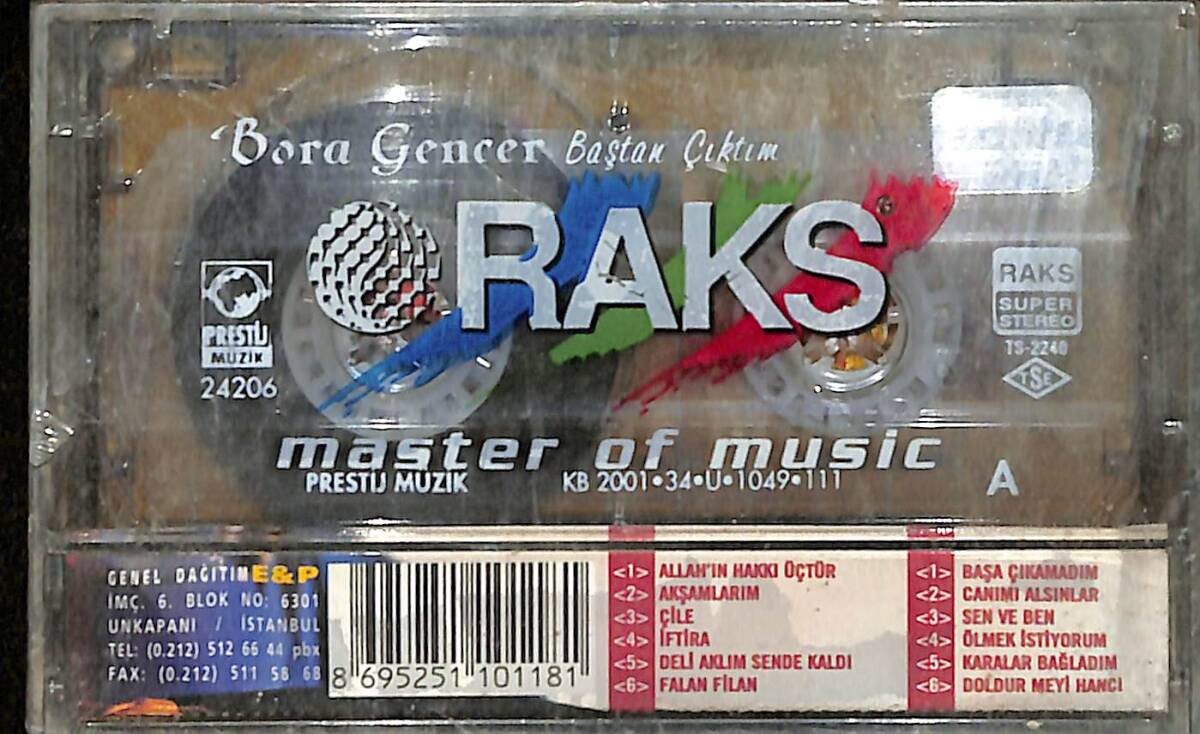 Bora Gencer Baştan Çıktım
RAKS
PRESTİJ
MÜZİK
24206
RAKS
SUPER
STEREO
TS-2240
TSE
master of music
PRESTIJ MUZIK KB 2001•34•U•1049•111
A
GENEL DAĞITIM E&P
İMÇ. 6. BLOK NO: 6301
UNKAPANI / İSTANBUL
TEL: (0.212) 512 66 44 pbx
FAX: (0.212) 511 58 68
8 695251 101181
<1> ALLAH'IN HAKKI ÜÇTÜR
<2> AKŞAMLARIM
<3> ÇİLE
<4> İFTİRA
<5> DELİ AKLIM SENDE KALDI
<6> FALAN FİLAN
<1> BAŞA ÇIKAMADIM
<2> CANIMI ALSINLAR
<3> SEN VE BEN
<4> ÖLMEK İSTİYORUM
<5> KARALAR BAĞLADIM
<6> DOLDUR MEYİ HANCI